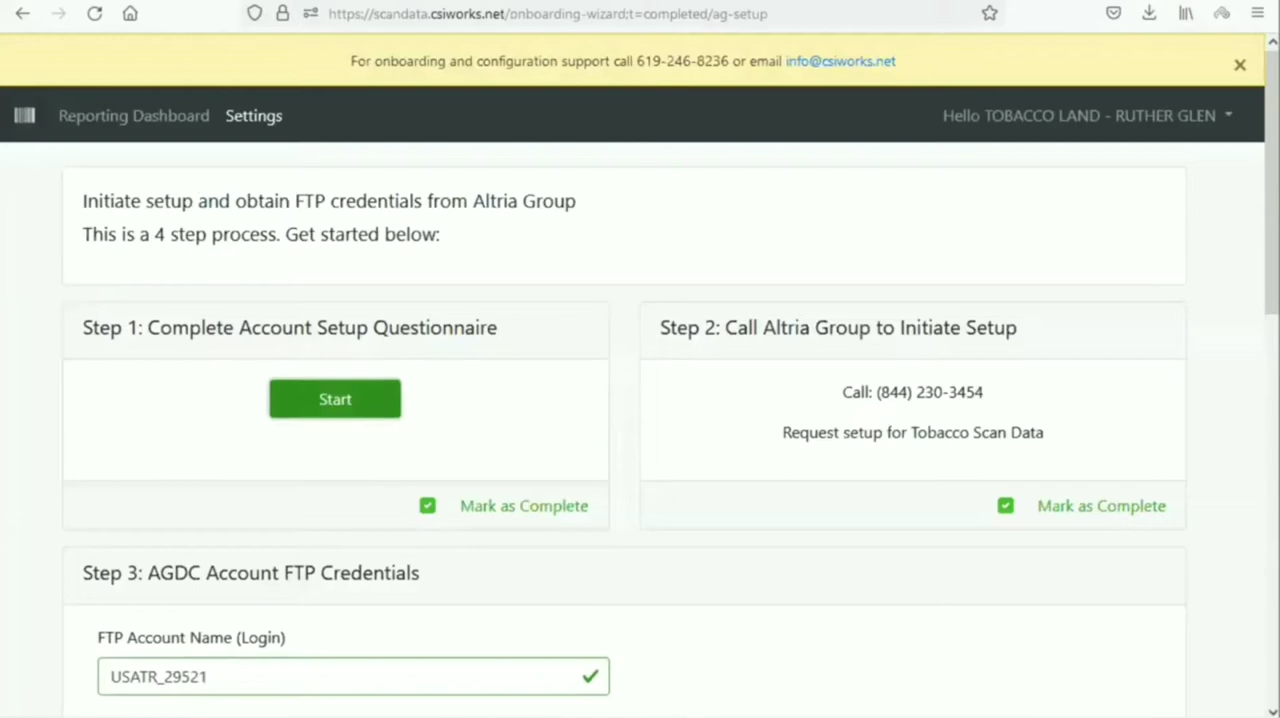 https://scandata.csiworks.net/onboarding-wizard;t=completed/ag-setup
For onboarding and configuration support call 619-246-8236 or email info@csiworks.net
Reporting Dashboard Settings Hello TOBACCO LAND - RUTHER GLEN
Initiate setup and obtain FTP credentials from Altria Group
This is a 4 step process. Get started below:
Step 1: Complete Account Setup Questionnaire
Start
Mark as Complete
Step 2: Call Altria Group to Initiate Setup
Call: (844) 230-3454
Request setup for Tobacco Scan Data
Mark as Complete
Step 3: AGDC Account FTP Credentials
FTP Account Name (Login)
USATR_29521